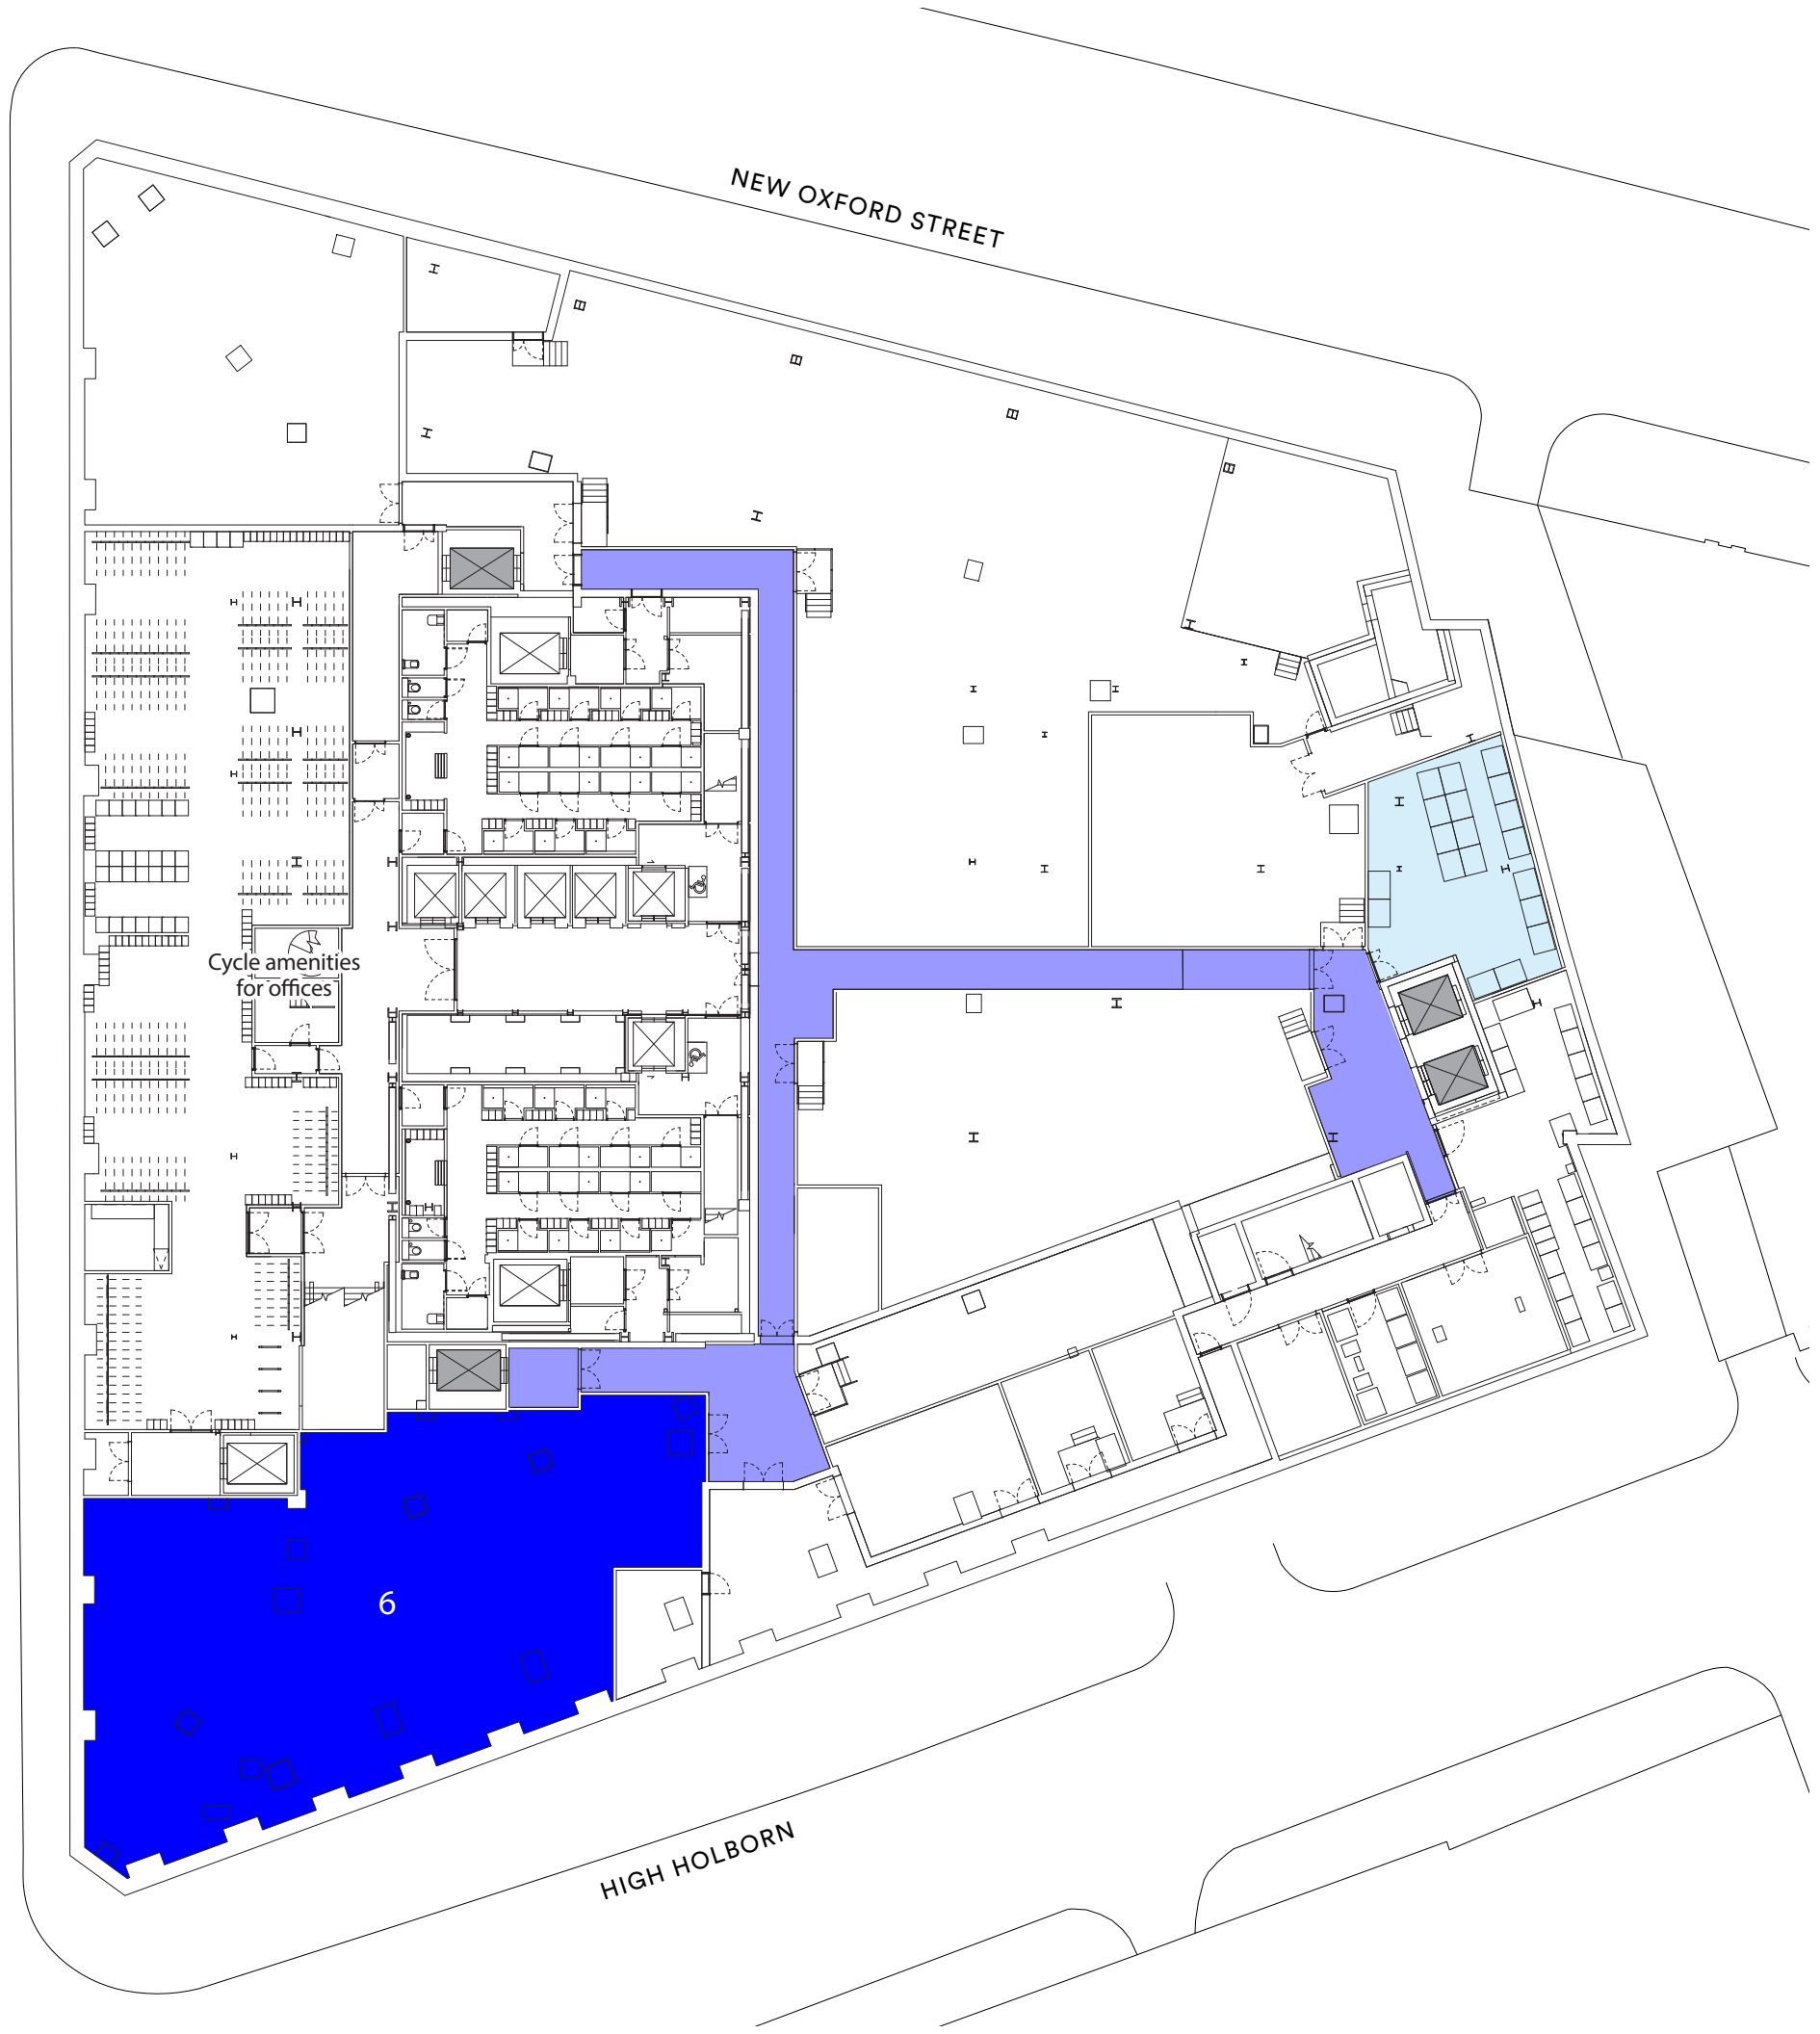 NEW OXFORD STREET
Cycle amenities
for offices
6
HIGH HOLBORN